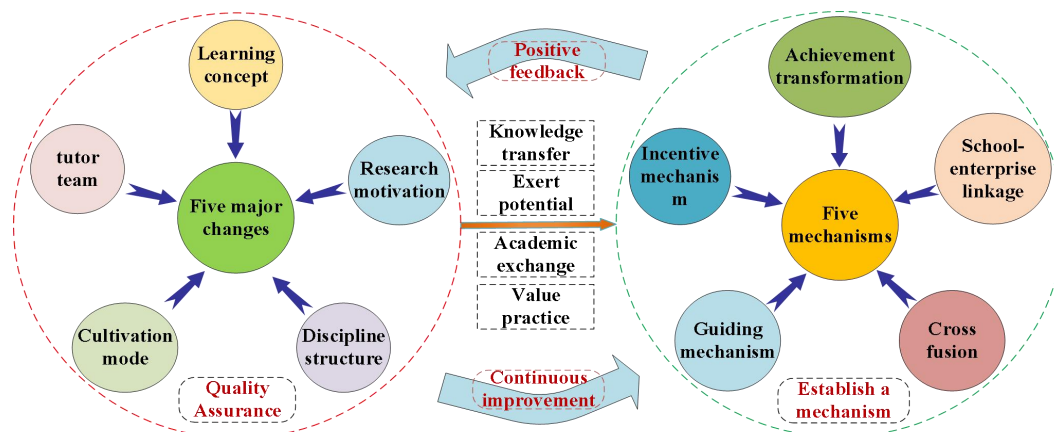 Learning
concept
tutor
team
Research
motivation
Five major
changes
Cultivation
mode
Discipline
structure
Quality
Assurance
Positive
feedback
Knowledge
transfer
Exert
potential
Academic
exchange
Value
practice
Continuous
improvement
Achievement
transformation
Incentive
mechanis
m
School-
enterprise
linkage
Five
mechanisms
Guiding
mechanism
Cross
fusion
Establish a
mechanism